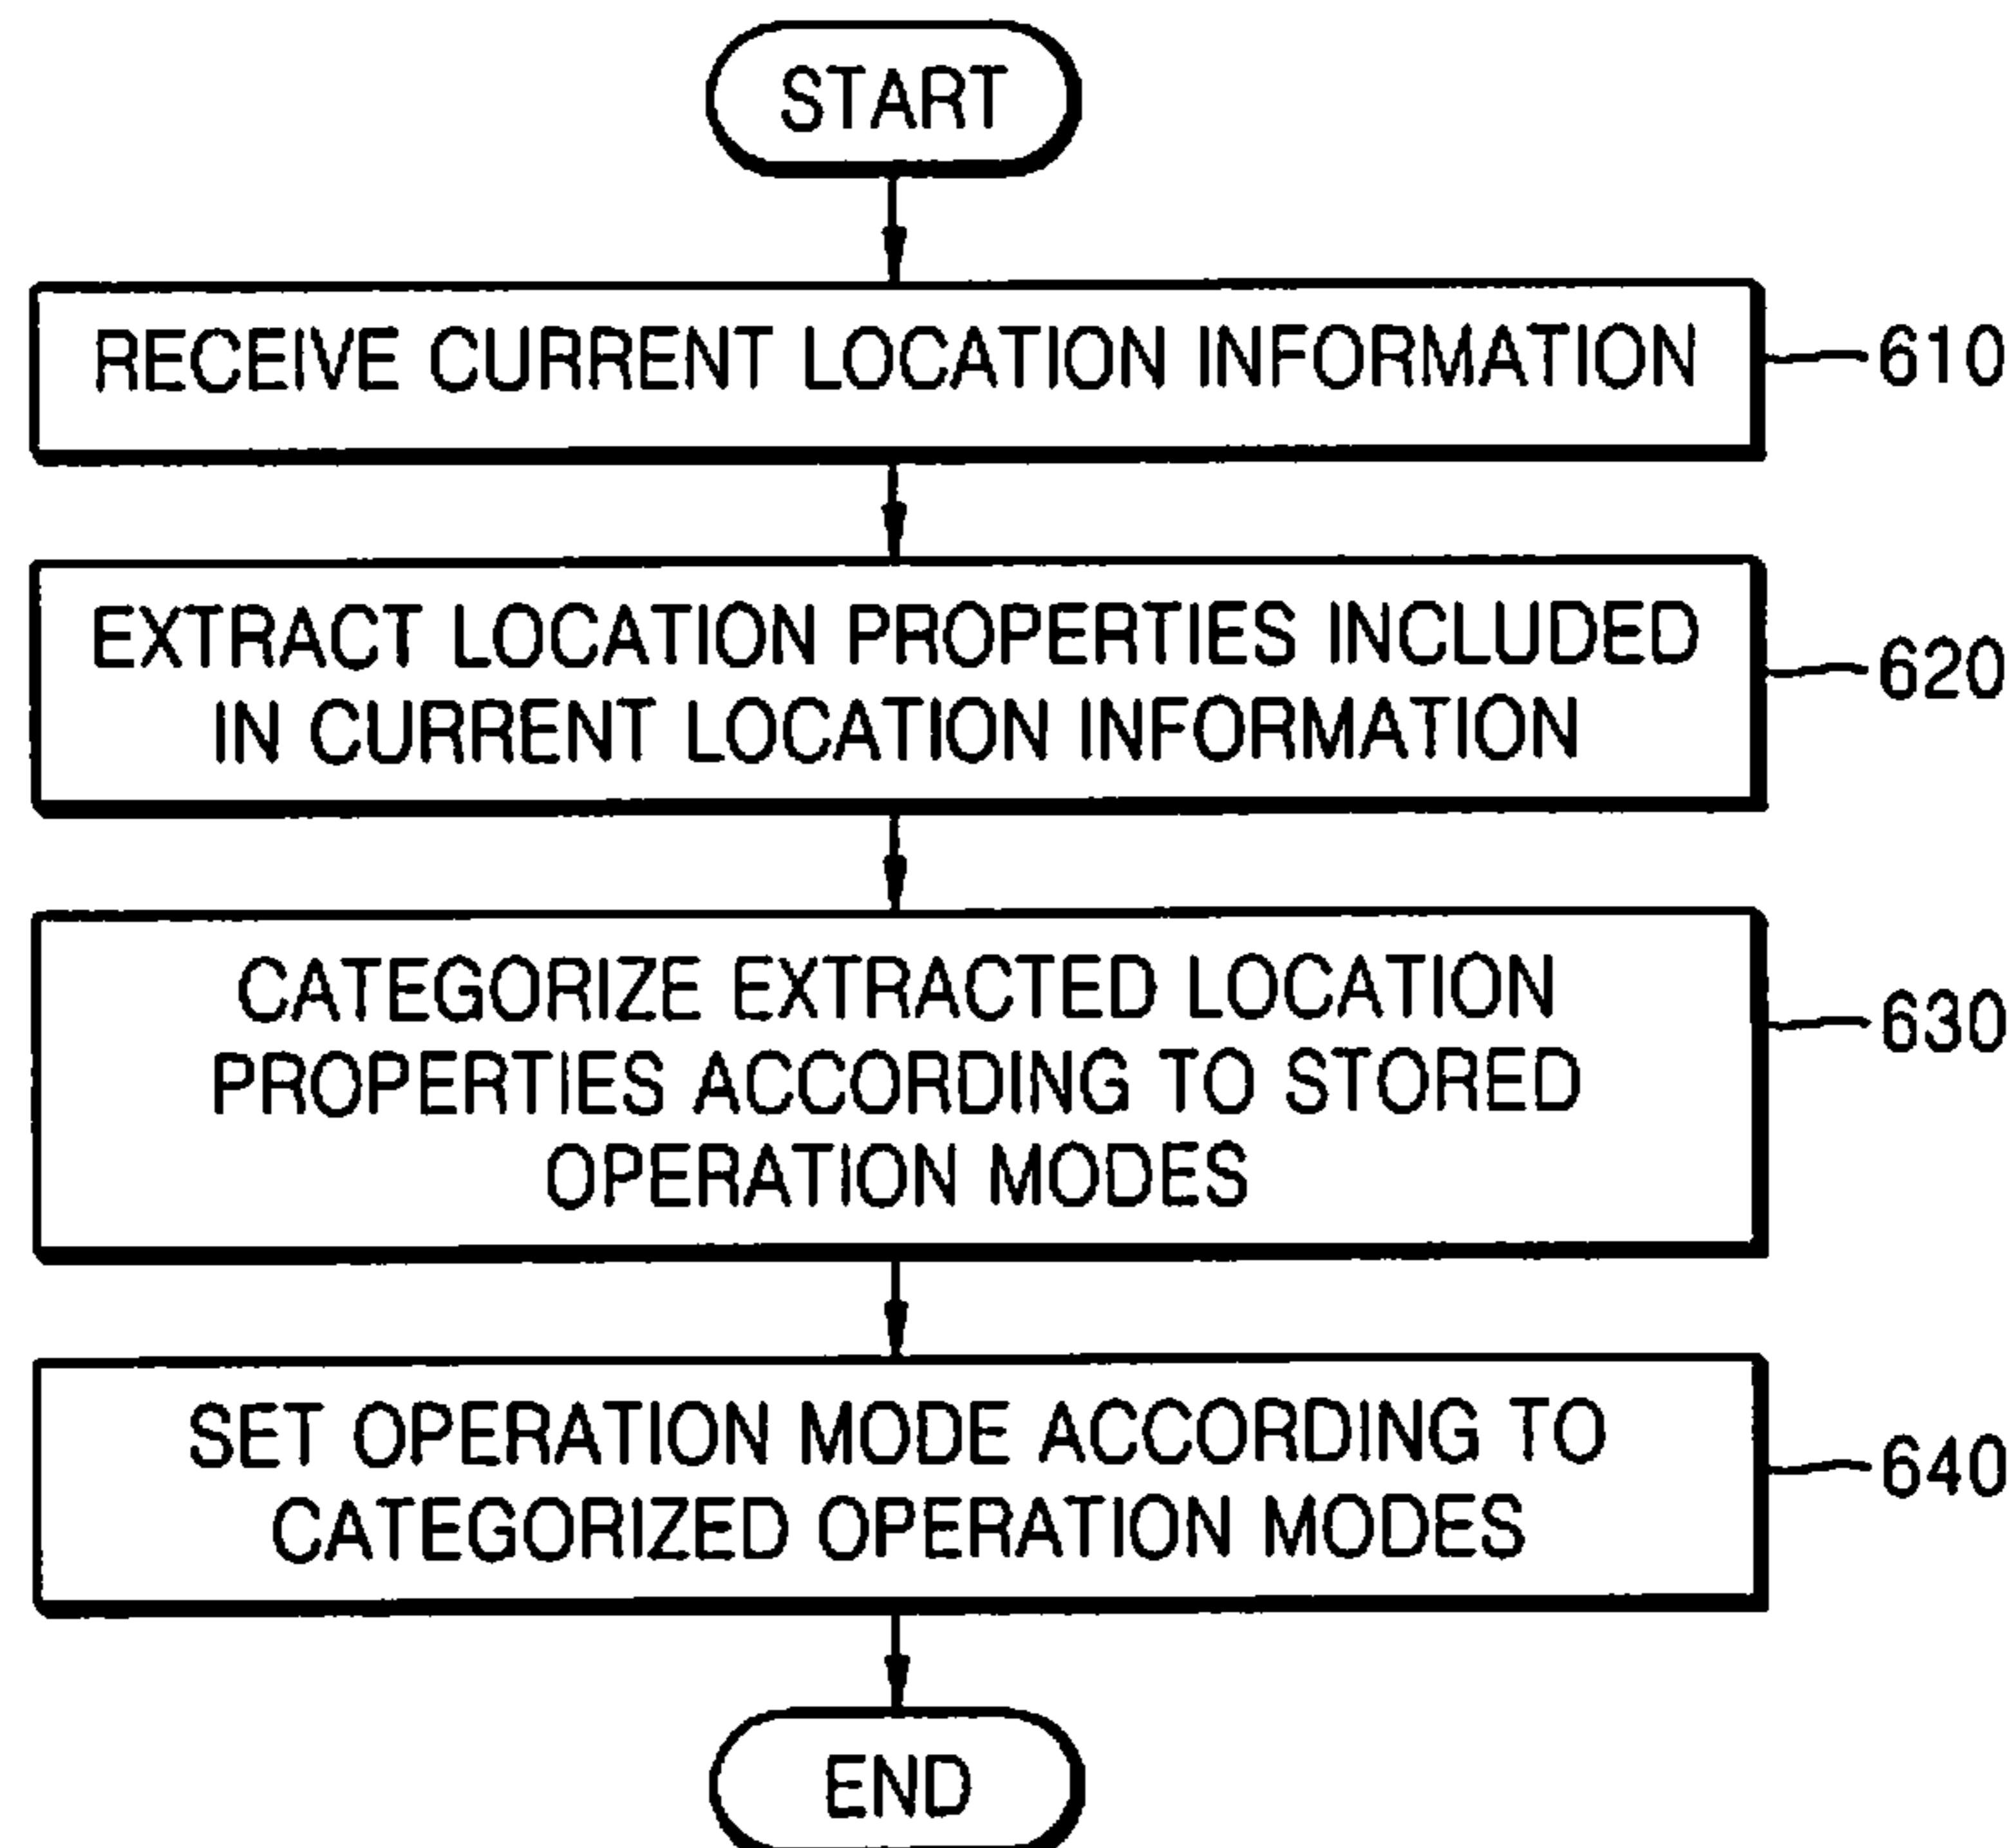 START
RECEIVE CURRENT LOCATION INFORMATION
610
EXTRACT LOCATION PROPERTIES INCLUDED
IN CURRENT LOCATION INFORMATION
620
CATEGORIZE EXTRACTED LOCATION
PROPERTIES ACCORDING TO STORED
OPERATION MODES
630
SET OPERATION MODE ACCORDING TO
CATEGORIZED OPERATION MODES
640
END